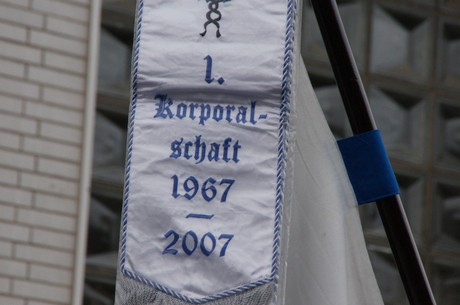 1.
Korporal-
schaft
1967
–
2007